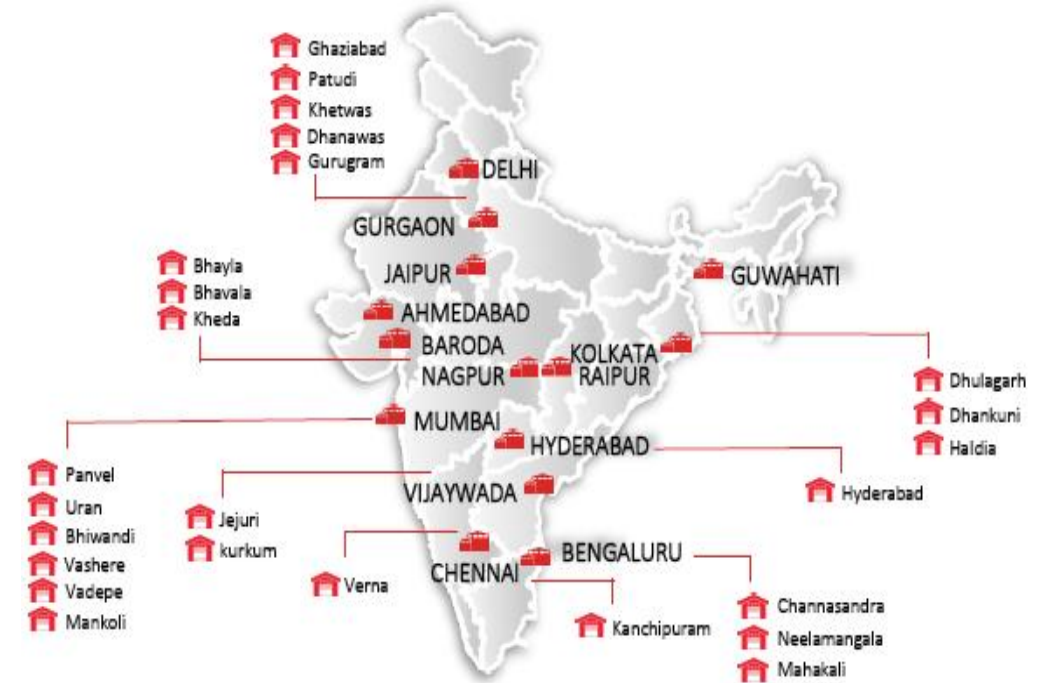 Ghaziabad
Patudi
Khetwas
Dhanawas
Gurugram
DELHI
GURGAON
JAIPUR
GUWAHATI
Bhayla
Bhavala
Kheda
AHMEDABAD
BARODA
NAGPUR
KOLKATA
RAIPUR
Dhulagarh
Dhankuni
Haldia
MUMBAI
HYDERABAD
Hyderabad
Panvel
Uran
Bhiwandi
Vashere
Vadepe
Mankoli
Jejuri
kurkum
VIJAYWADA
Verna
CHENNAI
BENGALURU
Kanchipuram
Channasandra
Neelamangala
Mahakali